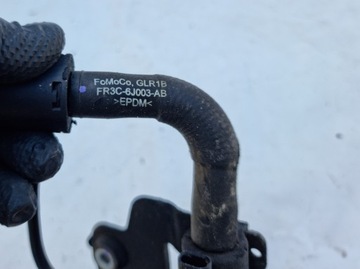 FoMoCo, GLR1B
FR3C-6J003-AB
>EPDM<